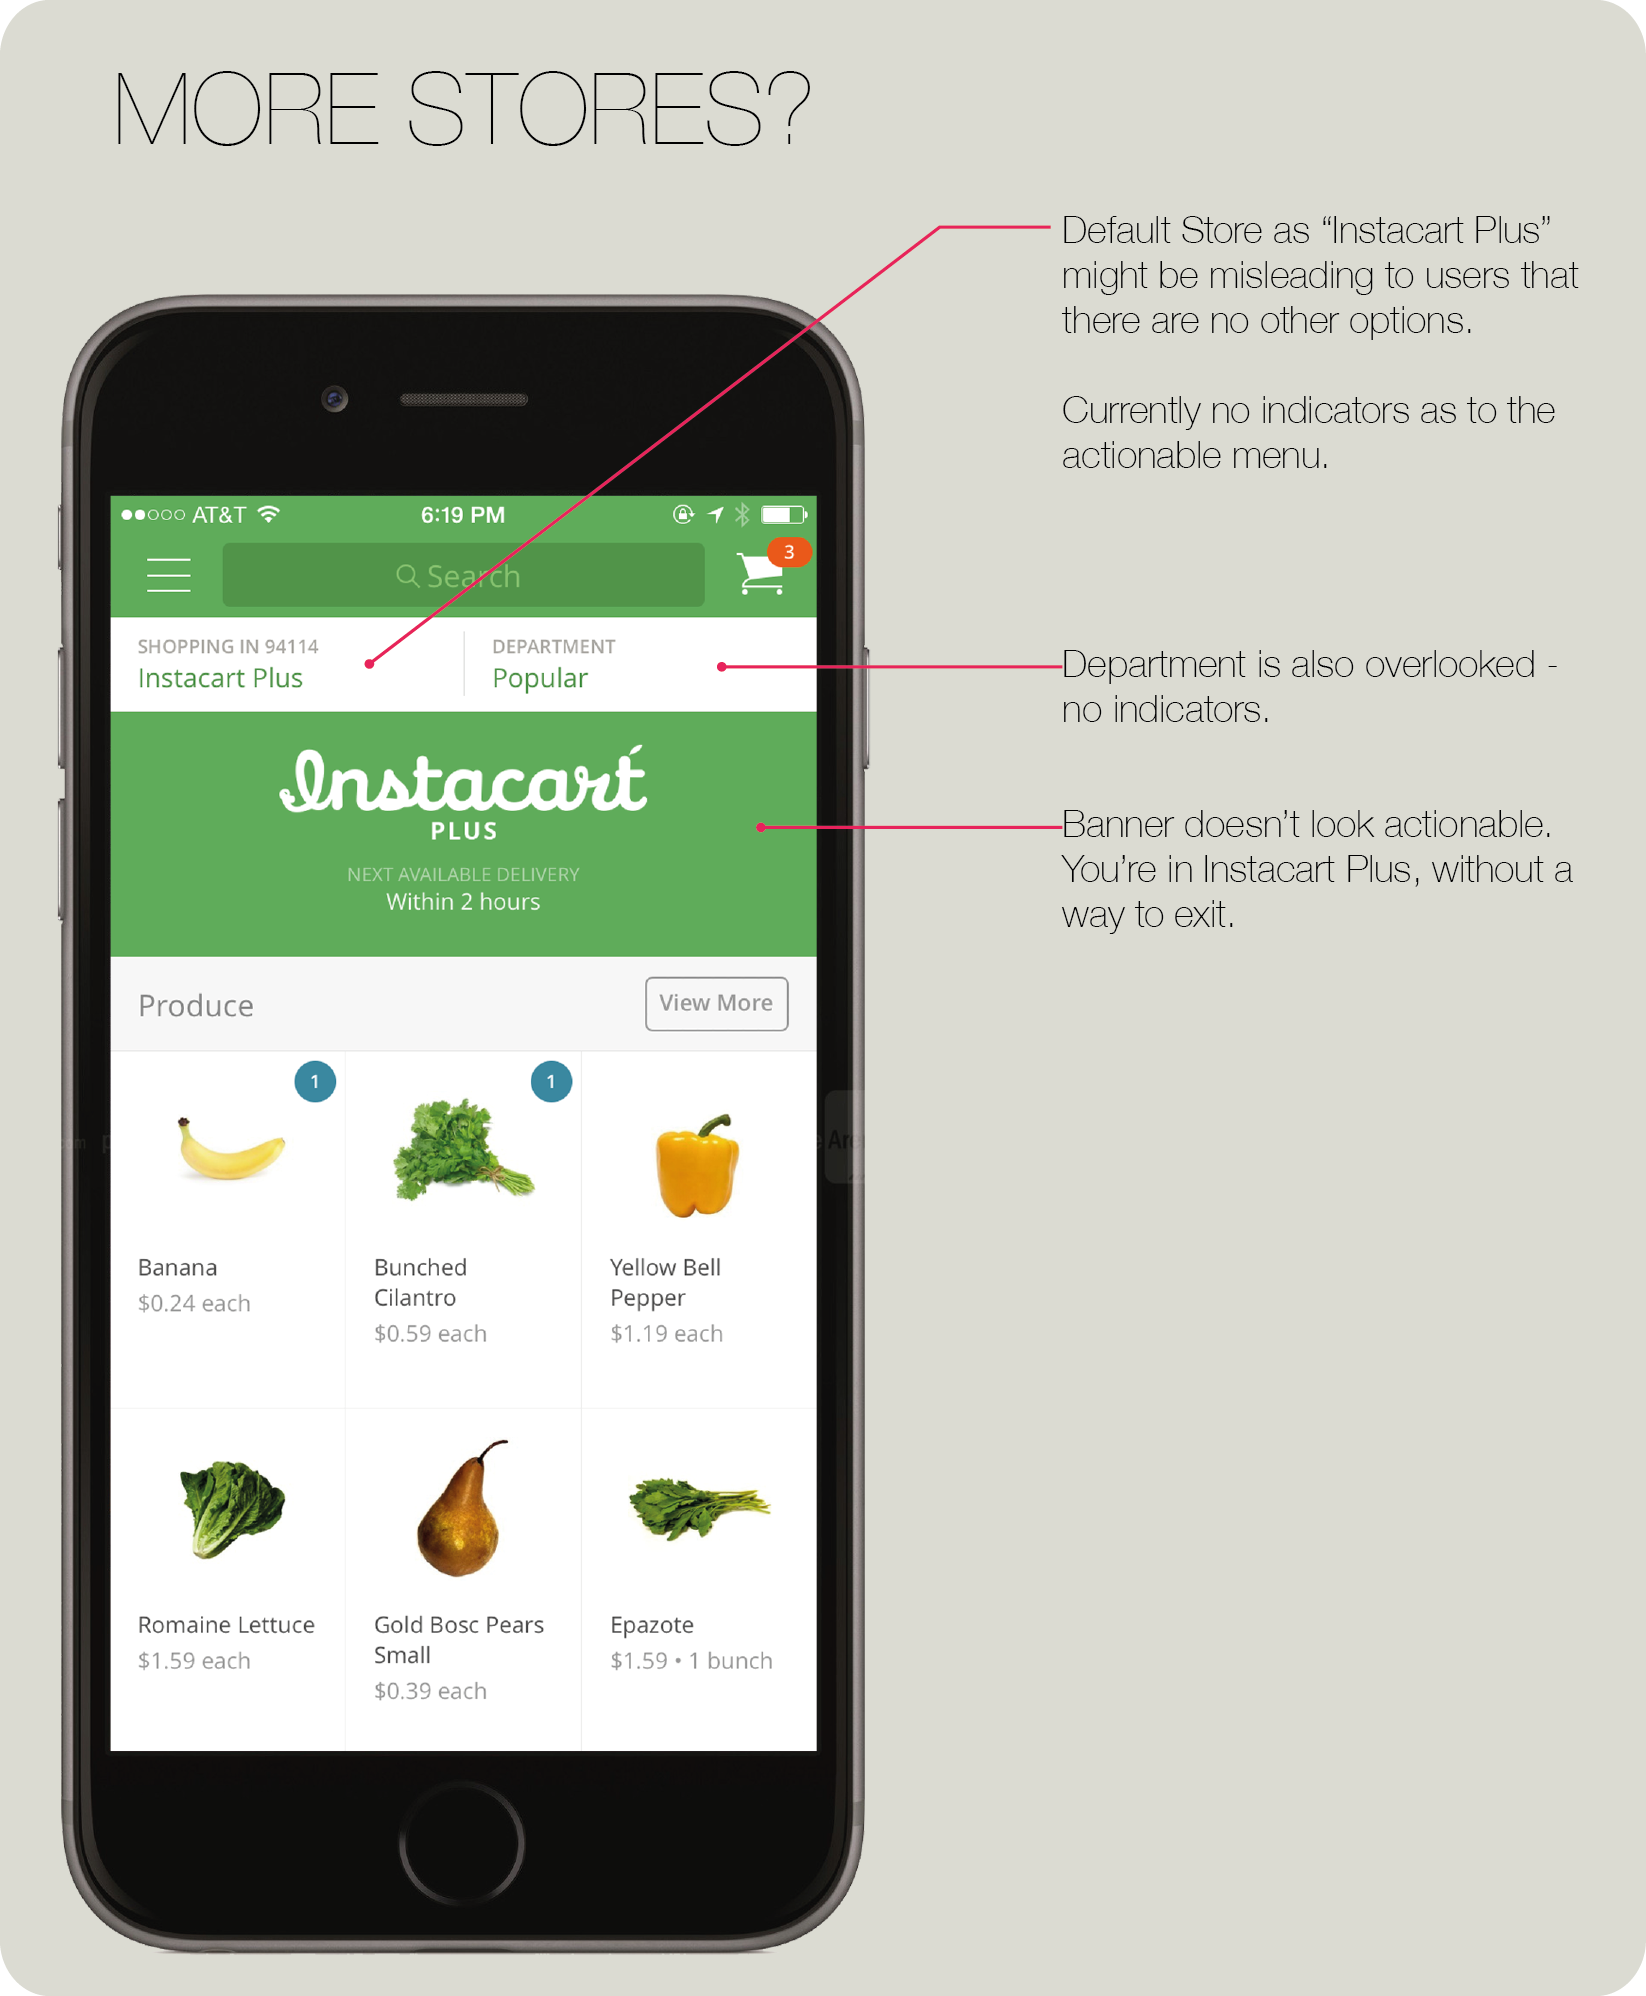 MORE STORES?
Default Store as “Instacart Plus”
might be misleading to users that
there are no other options.
Currently no indicators as to the
actionable menu.
AT&T
6:19 PM
Search
3
SHOPPING IN 94114
Instacart Plus
DEPARTMENT
Popular
Department is also overlooked -
no indicators.
Instacart
PLUS
NEXT AVAILABLE DELIVERY
Within 2 hours
Banner doesn’t look actionable.
You’re in Instacart Plus, without a
way to exit.
Produce
View More
1
1
Banana
$0.24 each
Bunched
Cilantro
$0.59 each
Yellow Bell
Pepper
$1.19 each
Romaine Lettuce
$1.59 each
Gold Bosc Pears
Small
$0.39 each
Epazote
$1.59 • 1 bunch